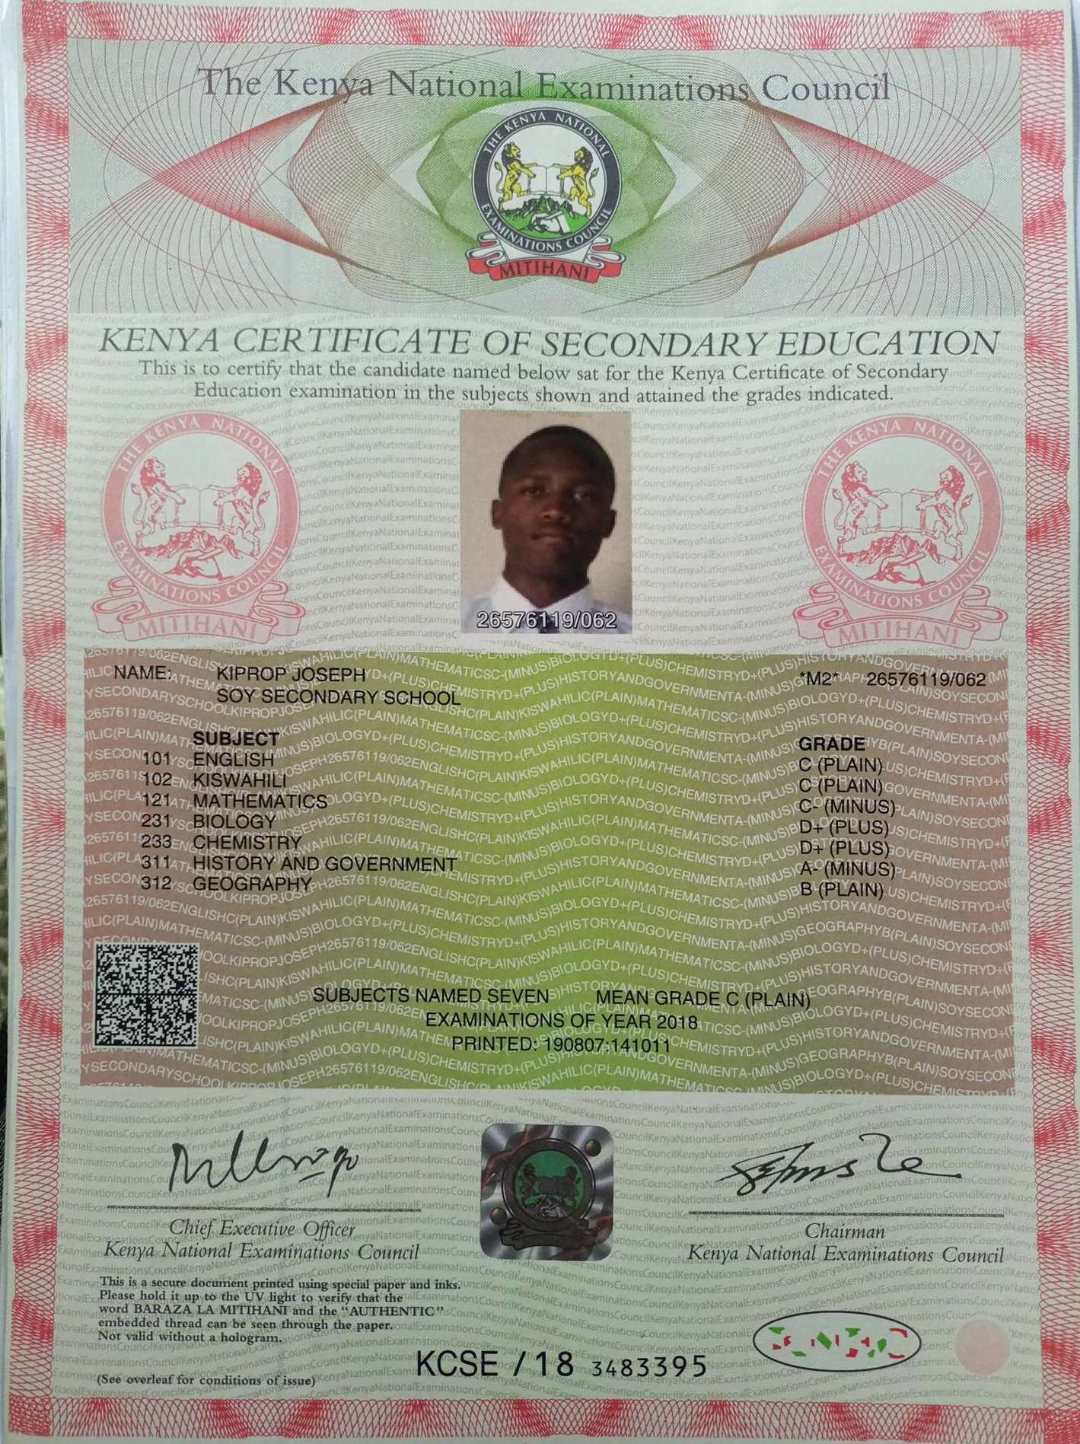 The Kenya National Examinations Council
THE KENYA NATIONAL
EXAMINATIONS COUNCIL
MITIHANI
KENYA CERTIFICATE OF SECONDARY EDUCATION
This is to certify that the candidate named below sat for the Kenya Certificate of Secondary
Education examination in the subjects shown and attained the grades indicated.
THE KENYA NATIONAL
EXAMINATIONS COUNCIL
MITIHANI
26576119/062
THE KENYA NATIONAL
EXAMINATIONS COUNCIL
MITIHANI
NAME: KIPROP JOSEPH *M2* 26576119/062
SOY SECONDARY SCHOOL
SUBJECT GRADE
101 ENGLISH C (PLAIN)
102 KISWAHILI C (PLAIN)
121 MATHEMATICS C- (MINUS)
231 BIOLOGY D+ (PLUS)
233 CHEMISTRY D+ (PLUS)
311 HISTORY AND GOVERNMENT A- (MINUS)
312 GEOGRAPHY B (PLAIN)
SUBJECTS NAMED SEVEN MEAN GRADE C (PLAIN)
EXAMINATIONS OF YEAR 2018
PRINTED: 190807:141011
Chief Executive Officer
Kenya National Examinations Council
Chairman
Kenya National Examinations Council
This is a secure document printed using special paper and inks.
Please hold it up to the UV light to verify that the
word BARAZA LA MITIHANI and the "AUTHENTIC"
embedded thread can be seen through the paper.
Not valid without a hologram.
(See overleaf for conditions of issue)
KCSE / 18 3483395